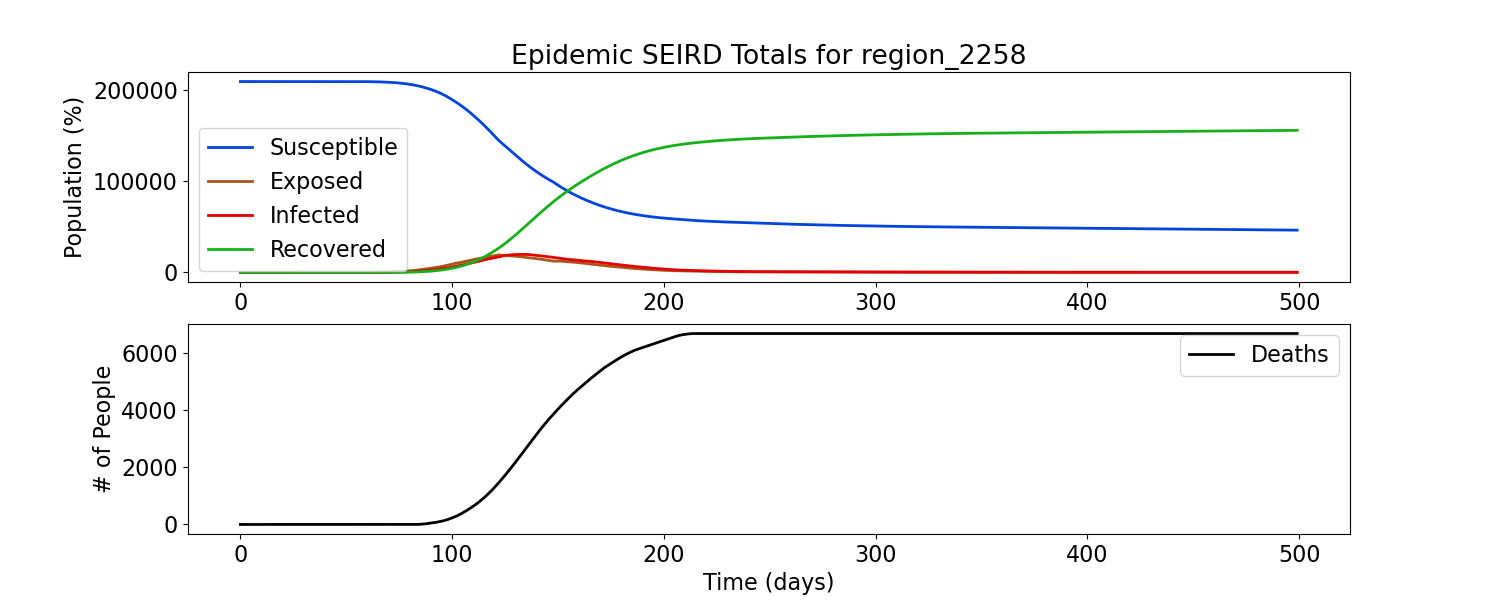 Epidemic SEIRD Totals for region_2258
Population (%)
200000
100000
0
Susceptible
Exposed
Infected
Recovered
0 100 200 300 400 500
# of People
6000
4000
2000
0
Deaths
0 100 200 300 400 500
Time (days)